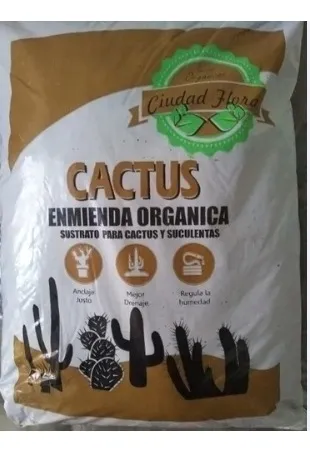 Ciudad Flora
CACTUS
ENMIENDA ORGANICA
SUSTRATO PARA CACTUS Y SUCULENTAS
Anclaje
Justo
Mejor
Drenaje
Regula la
humedad